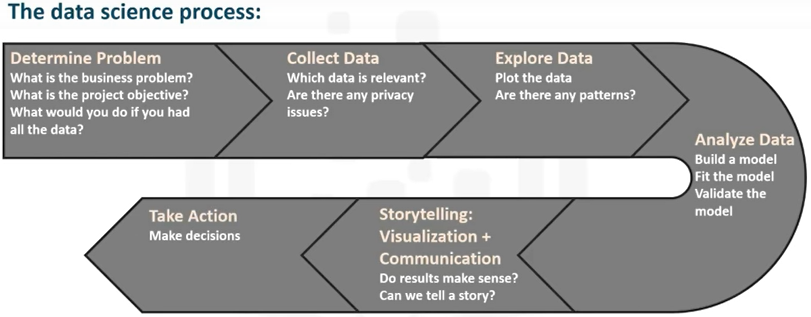 The data science process:
Determine Problem
What is the business problem?
What is the project objective?
What would you do if you had
all the data?
Collect Data
Which data is relevant?
Are there any privacy
issues?
Explore Data
Plot the data
Are there any patterns?
Analyze Data
Build a model
Fit the model
Validate the
model
Storytelling:
Visualization +
Communication
Do results make sense?
Can we tell a story?
Take Action
Make decisions